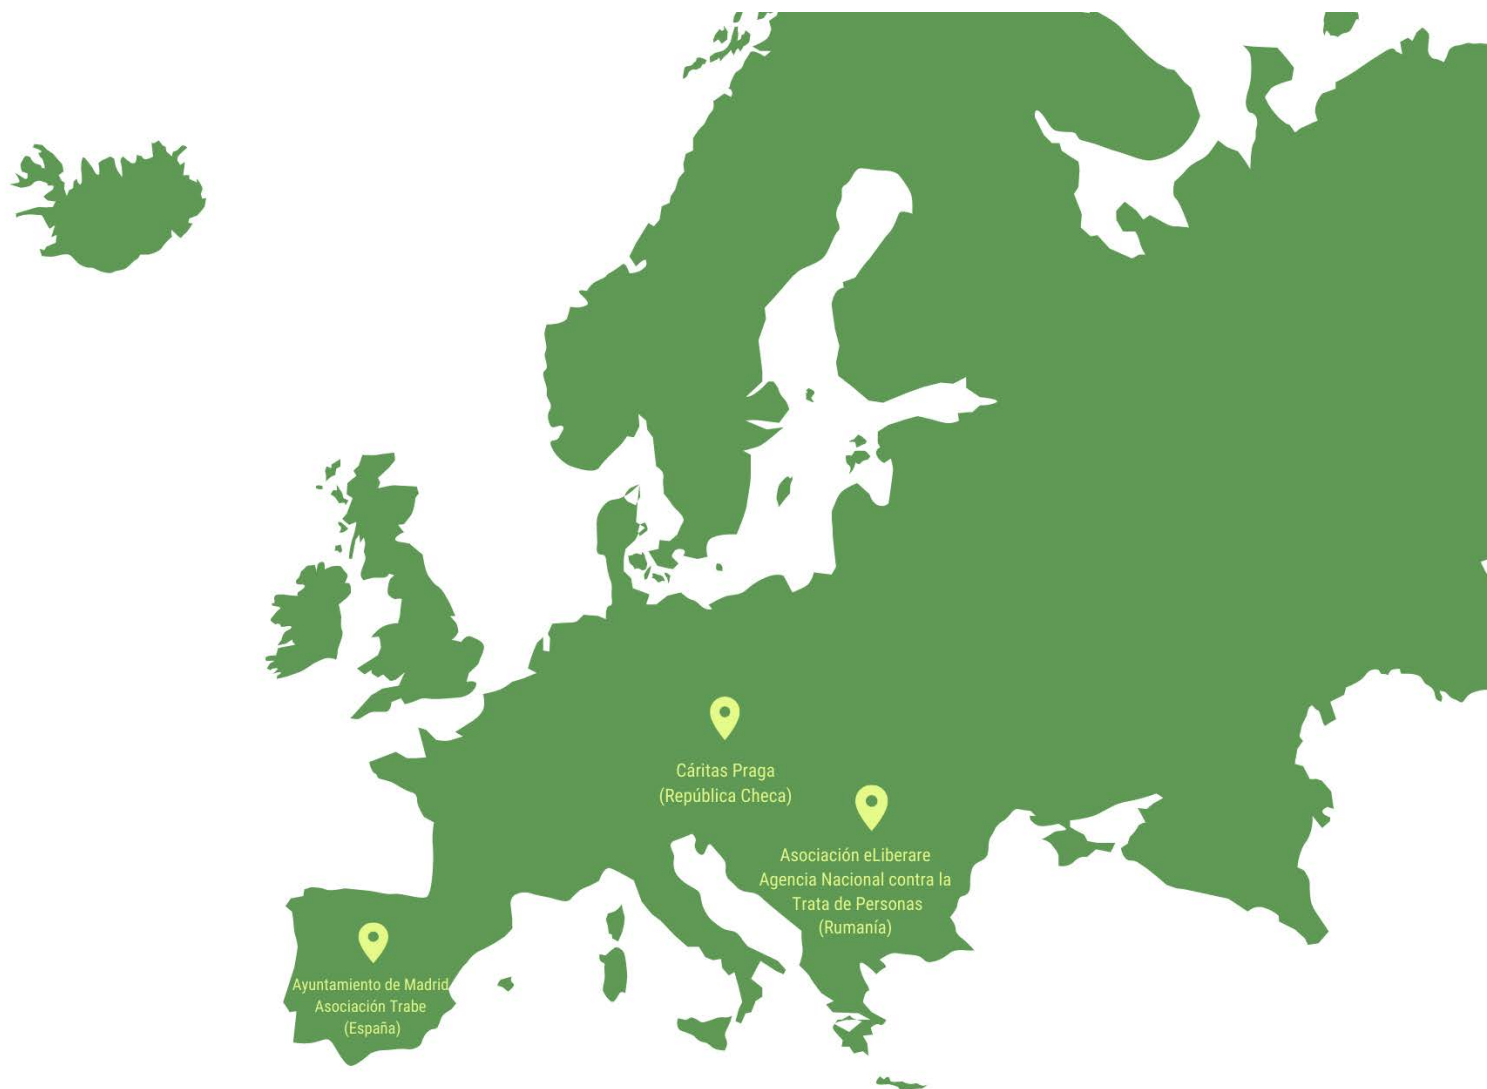 Cáritas Praga
(República Checa)
Asociación eLiberare
Agencia Nacional contra la
Trata de Personas
(Rumanía)
Ayuntamiento de Madrid
Asociación Trabe
(España)